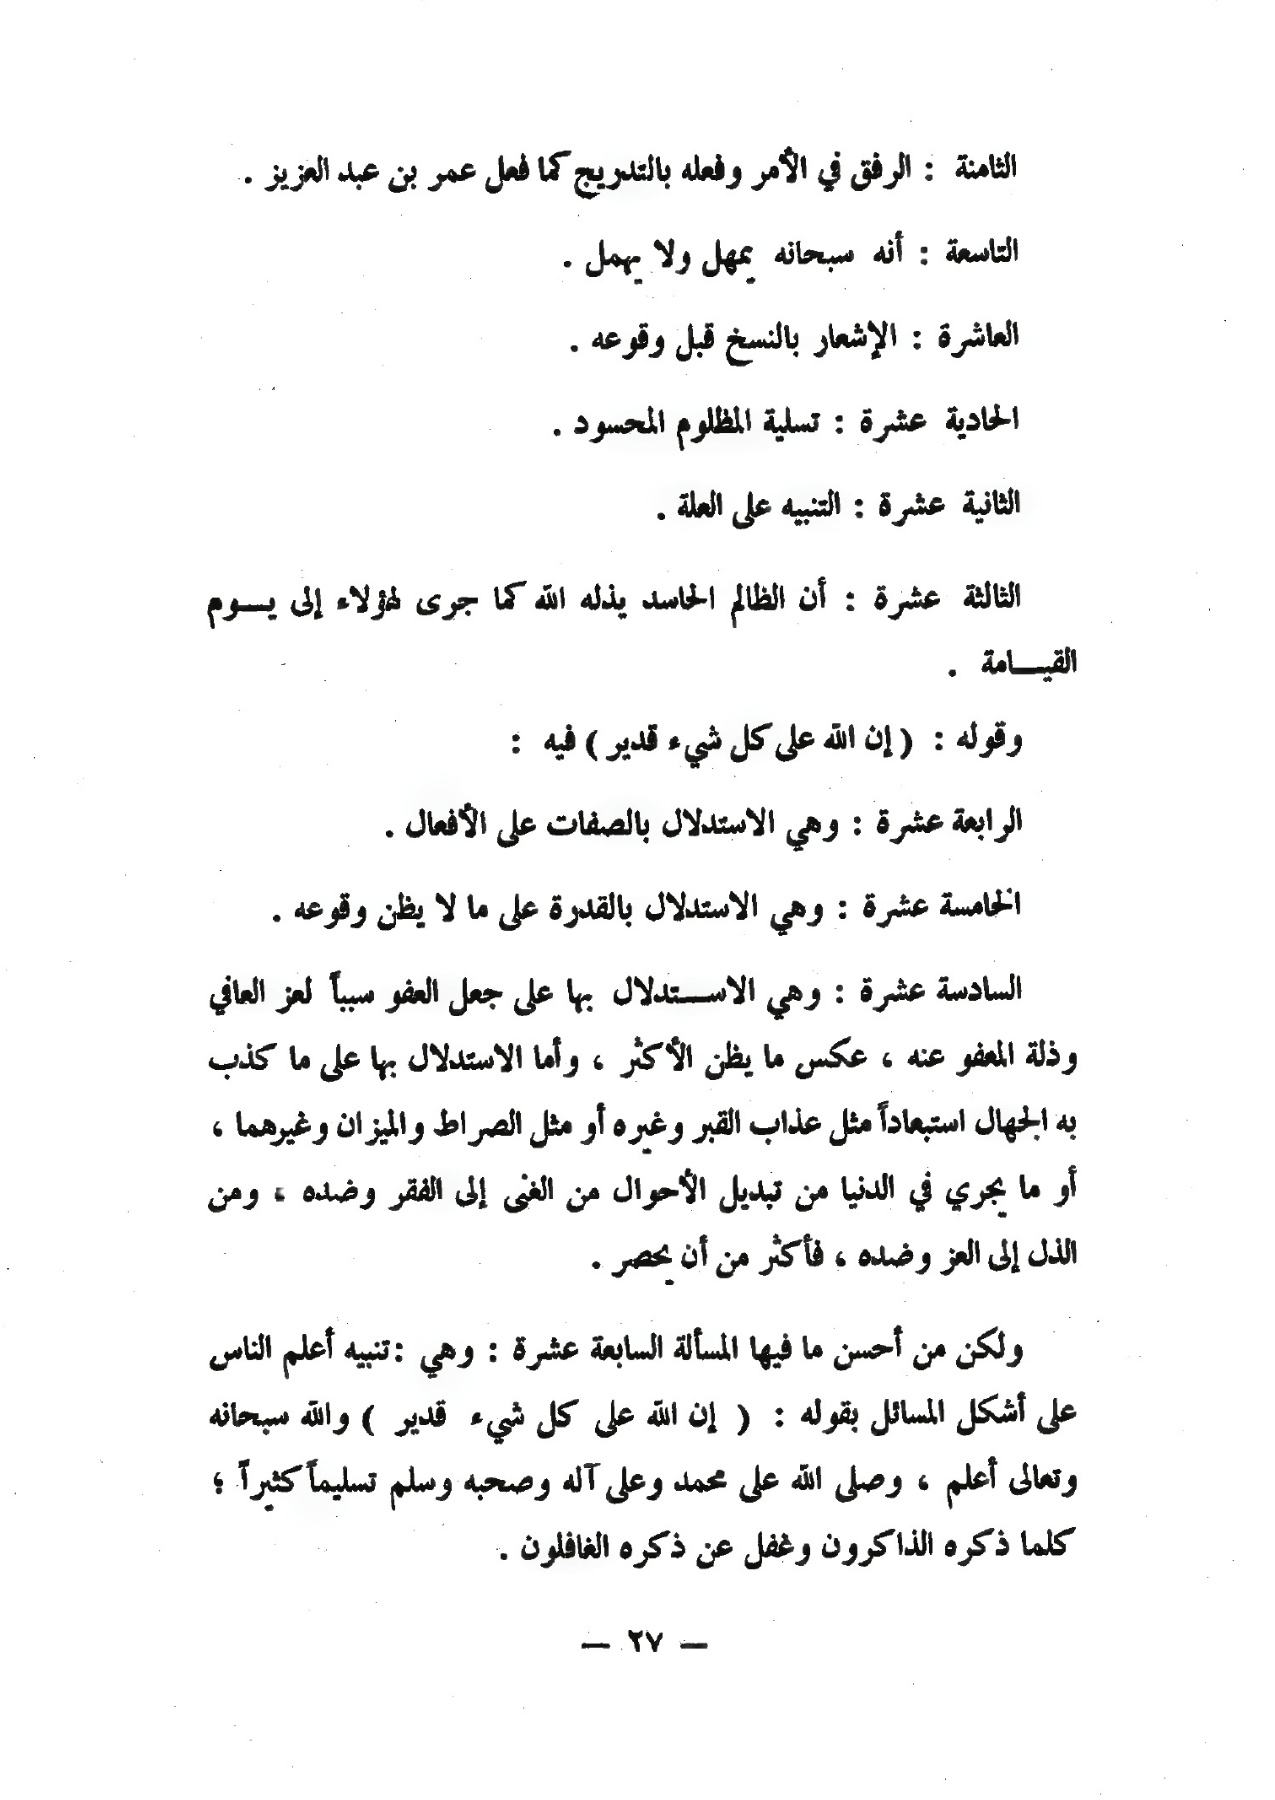 الثامنة : الرفق في الأمر وفعله بالتدريج كما فعل عمر بن عبد العزيز .
التاسعة : أنه سبحانه يمهل ولا يهمل .
العاشرة : الإشعار بالنسخ قبل وقوعه .
الحادية عشرة : تسلية المظلوم المحسود .
الثانية عشرة : التنبيه على العلة .
الثالثة عشرة : أن الظالم الحاسد يذله الله كما جرى لهؤلاء إلى يـــوم
القيـــامة .
وقوله : ( إن الله على كل شيء قدير ) فيه :
الرابعة عشرة : وهي الاستدلال بالصفات على الأفعال .
الخامسة عشرة : وهي الاستدلال بالقدرة على ما لا يظن وقوعه .
السادسة عشرة : وهي الاســـتدلال بها على جعل العفو سبباً لعز العافي
وذلة المعفو عنه ، عكس ما يظن الأكثر ، وأما الاستدلال بها على ما كذب
به الجهال استبعاداً مثل عذاب القبر وغيره أو مثل الصراط والميزان وغيرهما ،
أو ما يجري في الدنيا من تبديل الأحوال من الغنى إلى الفقر وضده ، ومن
الذل إلى العز وضده ، فأكثر من أن يحصر .
ولكن من أحسن ما فيها المسألة السابعة عشرة : وهي : تنبيه أعلم الناس
على أشكل المسائل بقوله : ( إن الله على كل شيء قدير ) والله سبحانه
وتعالى أعلم ، وصلى الله على محمد وعلى آله وصحبه وسلم تسليماً كثيراً ؛
كلما ذكره الذاكرون وغفل عن ذكره الغافلون .
— ٢٧ —